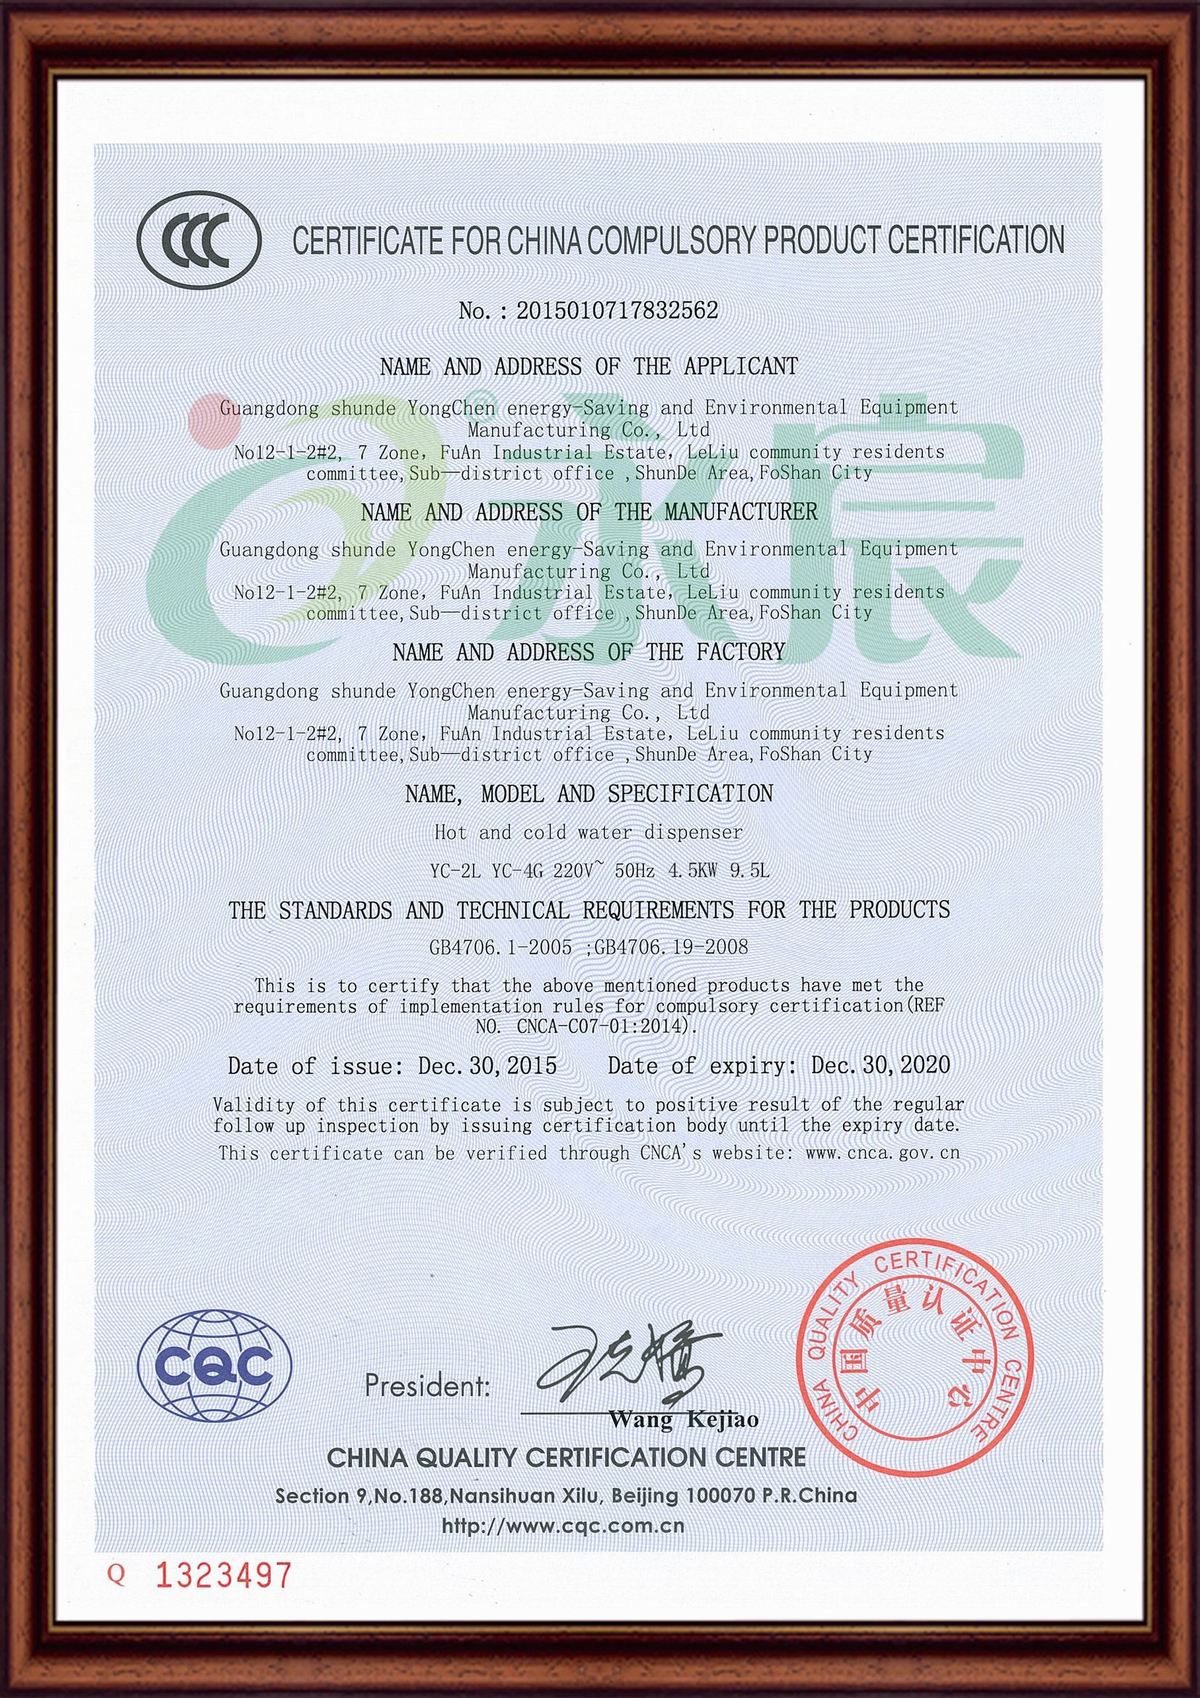 CCC
CERTIFICATE FOR CHINA COMPULSORY PRODUCT CERTIFICATION
No.: 2015010717832562
NAME AND ADDRESS OF THE APPLICANT
Guangdong shunde YongChen energy-Saving and Environmental Equipment
Manufacturing Co., Ltd
No12-1-2#2, 7 Zone, FuAn Industrial Estate, LeLiu community residents
committee,Sub—district office ,ShunDe Area,FoShan City
®永宸
NAME AND ADDRESS OF THE MANUFACTURER
Guangdong shunde YongChen energy-Saving and Environmental Equipment
Manufacturing Co., Ltd
No12-1-2#2, 7 Zone, FuAn Industrial Estate, LeLiu community residents
committee,Sub—district office ,ShunDe Area,FoShan City
NAME AND ADDRESS OF THE FACTORY
Guangdong shunde YongChen energy-Saving and Environmental Equipment
Manufacturing Co., Ltd
No12-1-2#2, 7 Zone, FuAn Industrial Estate, LeLiu community residents
committee,Sub—district office ,ShunDe Area,FoShan City
NAME, MODEL AND SPECIFICATION
Hot and cold water dispenser
YC-2L YC-4G 220V~ 50Hz 4.5KW 9.5L
THE STANDARDS AND TECHNICAL REQUIREMENTS FOR THE PRODUCTS
GB4706.1-2005 ;GB4706.19-2008
This is to certify that the above mentioned products have met the
requirements of implementation rules for compulsory certification(REF
NO. CNCA-C07-01:2014).
Date of issue: Dec.30,2015 Date of expiry: Dec.30,2020
Validity of this certificate is subject to positive result of the regular
follow up inspection by issuing certification body until the expiry date.
This certificate can be verified through CNCA's website: www.cnca.gov.cn
CQC
President:
王克娇
Wang Kejiao
CHINA QUALITY CERTIFICATION CENTRE
中国质量认证中心
CHINA QUALITY CERTIFICATION CENTRE
Section 9,No.188,Nansihuan Xilu, Beijing 100070 P.R.China
http://www.cqc.com.cn
Q 1323497